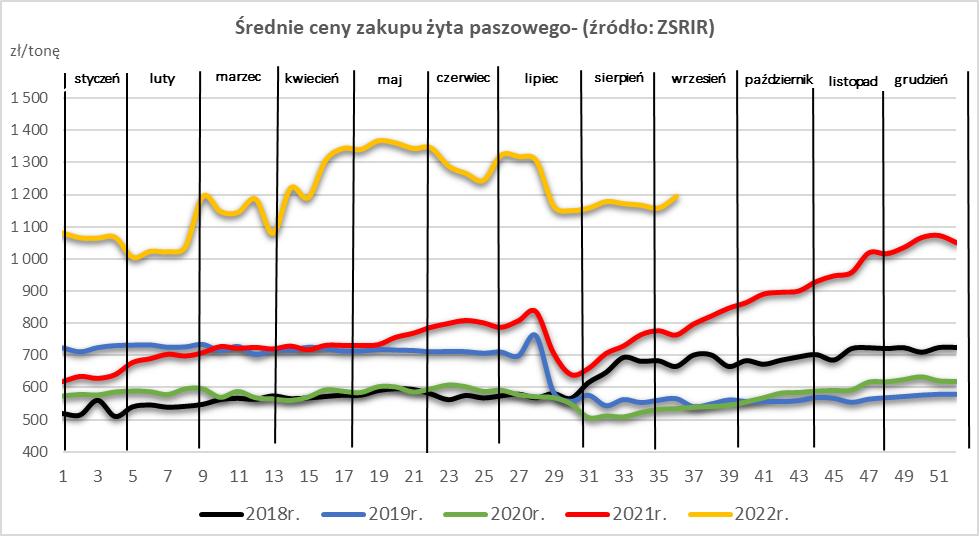 Średnie ceny zakupu żyta paszowego- (źródło: ZSRIR)
zł/tonę
styczeń luty marzec kwiecień maj czerwiec lipiec sierpień wrzesień październik listopad grudzień
1 500
1 400
1 300
1 200
1 100
1 000
900
800
700
600
500
400
1 3 5 7 9 11 13 15 17 19 21 23 25 27 29 31 33 35 37 39 41 43 45 47 49 51
2018r. 2019r. 2020r. 2021r. 2022r.